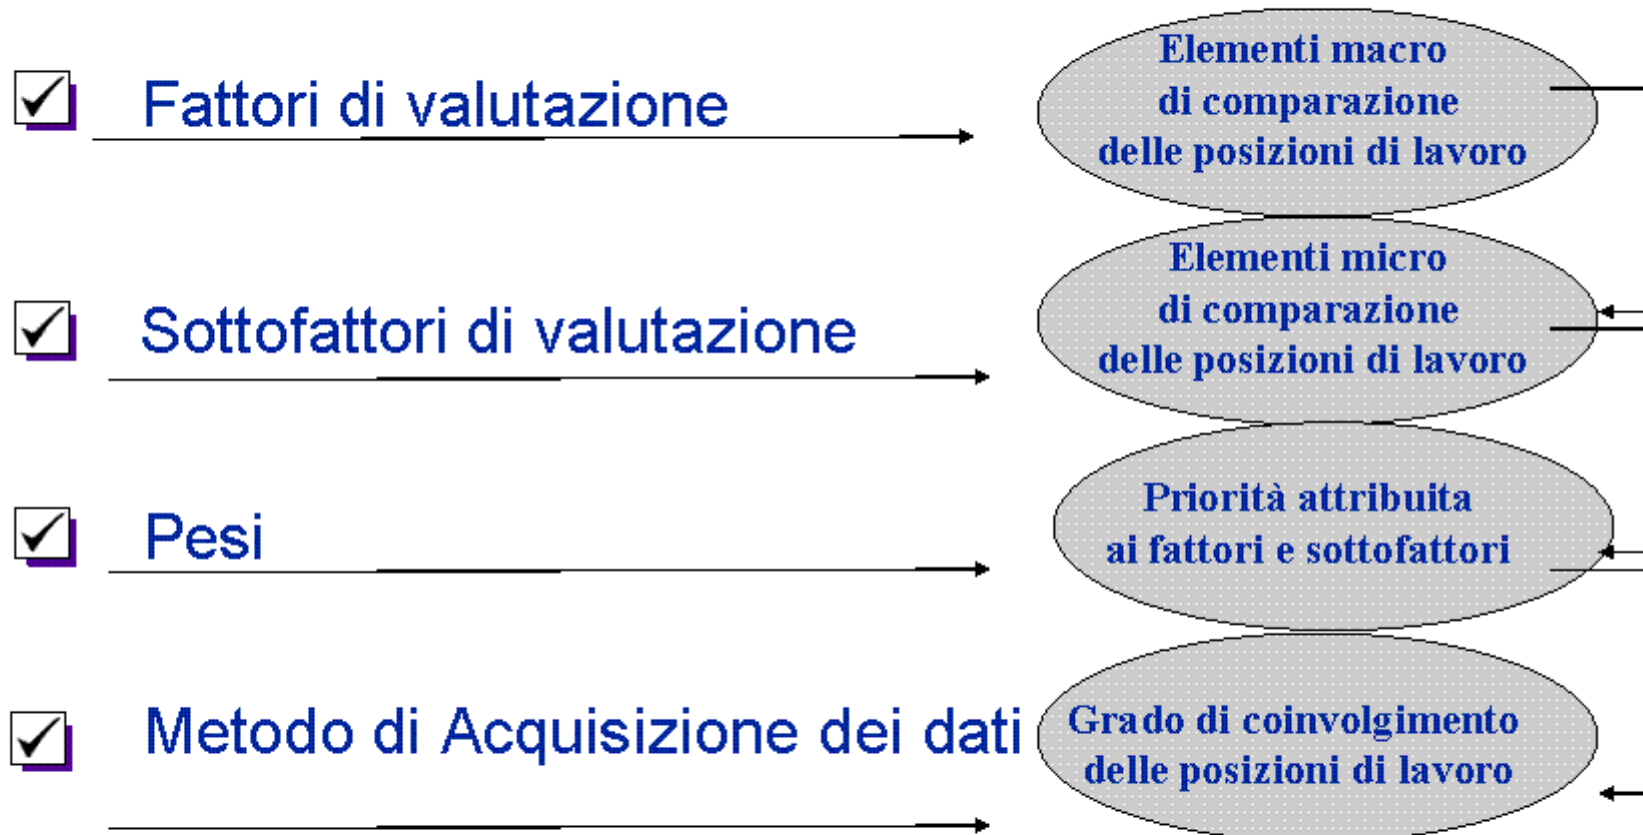 Fattori di valutazione
Elementi macro
di comparazione
delle posizioni di lavoro
Sottofattori di valutazione
Elementi micro
di comparazione
delle posizioni di lavoro
Pesi
Priorità attribuita
ai fattori e sottofattori
Metodo di Acquisizione dei dati
Grado di coinvolgimento
delle posizioni di lavoro